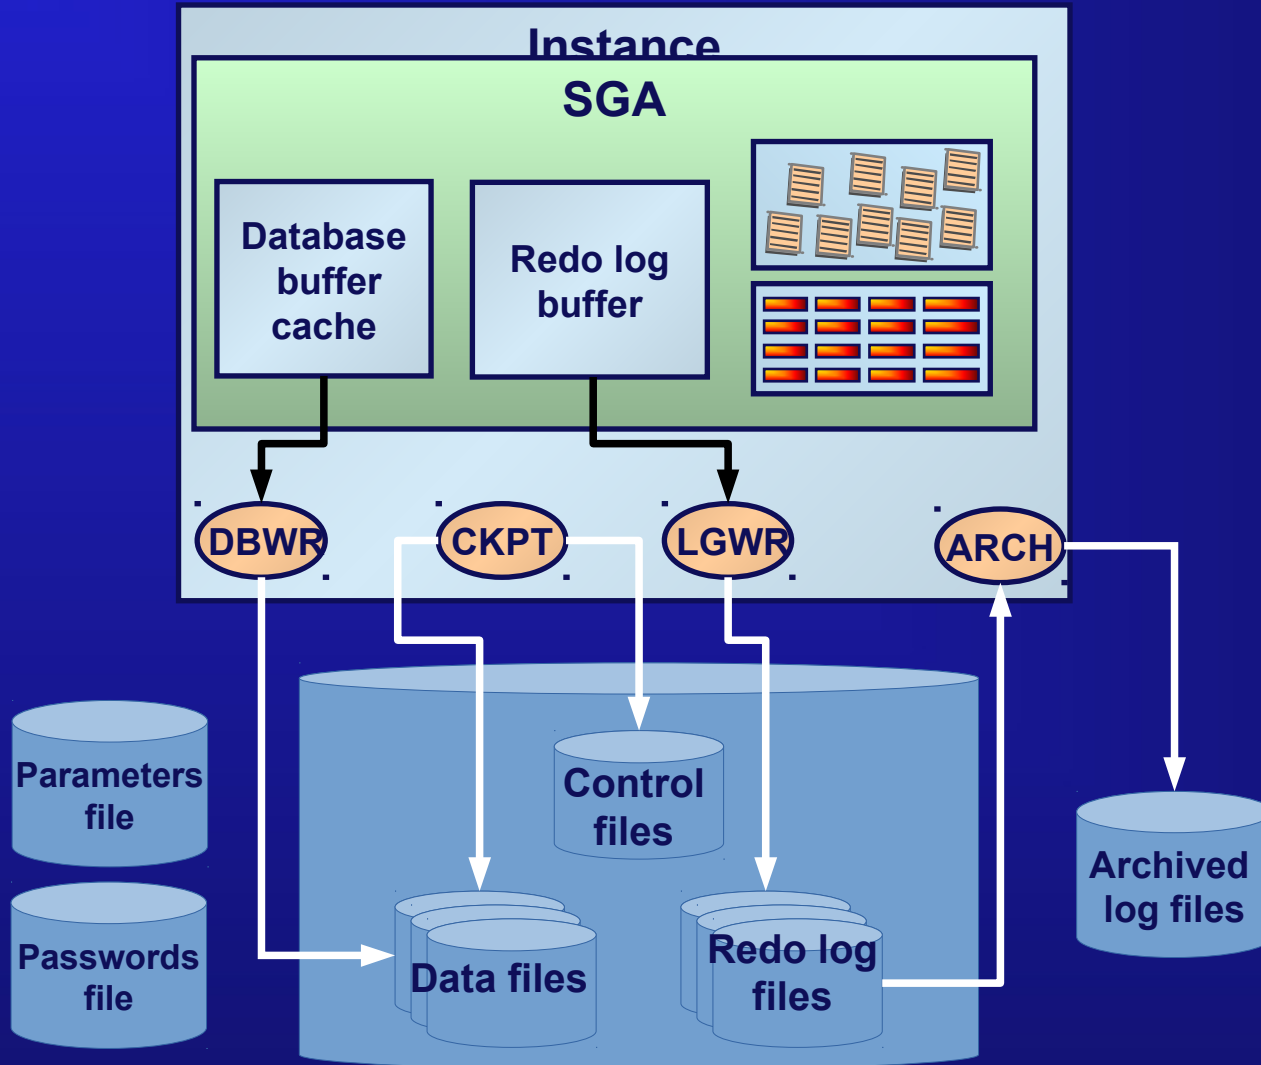 Instance
SGA
Database
buffer
cache
Redo log
buffer
DBWR
CKPT
LGWR
ARCH
Parameters
file
Passwords
file
Control
files
Data files
Redo log
files
Archived
log files